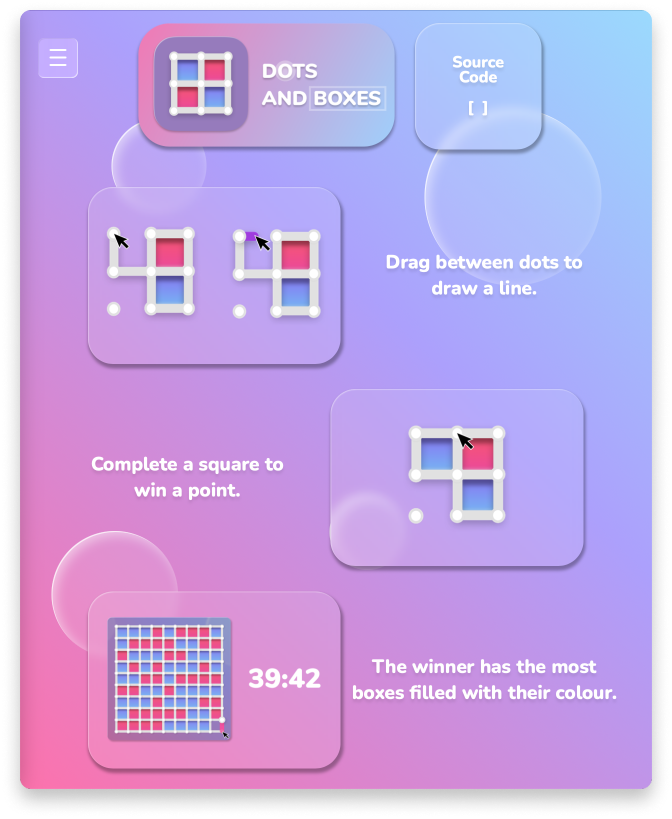 DOTS
AND BOXES
Source
Code
[ ]
Drag between dots to
draw a line.
Complete a square to
win a point.
39:42
The winner has the most
boxes filled with their colour.